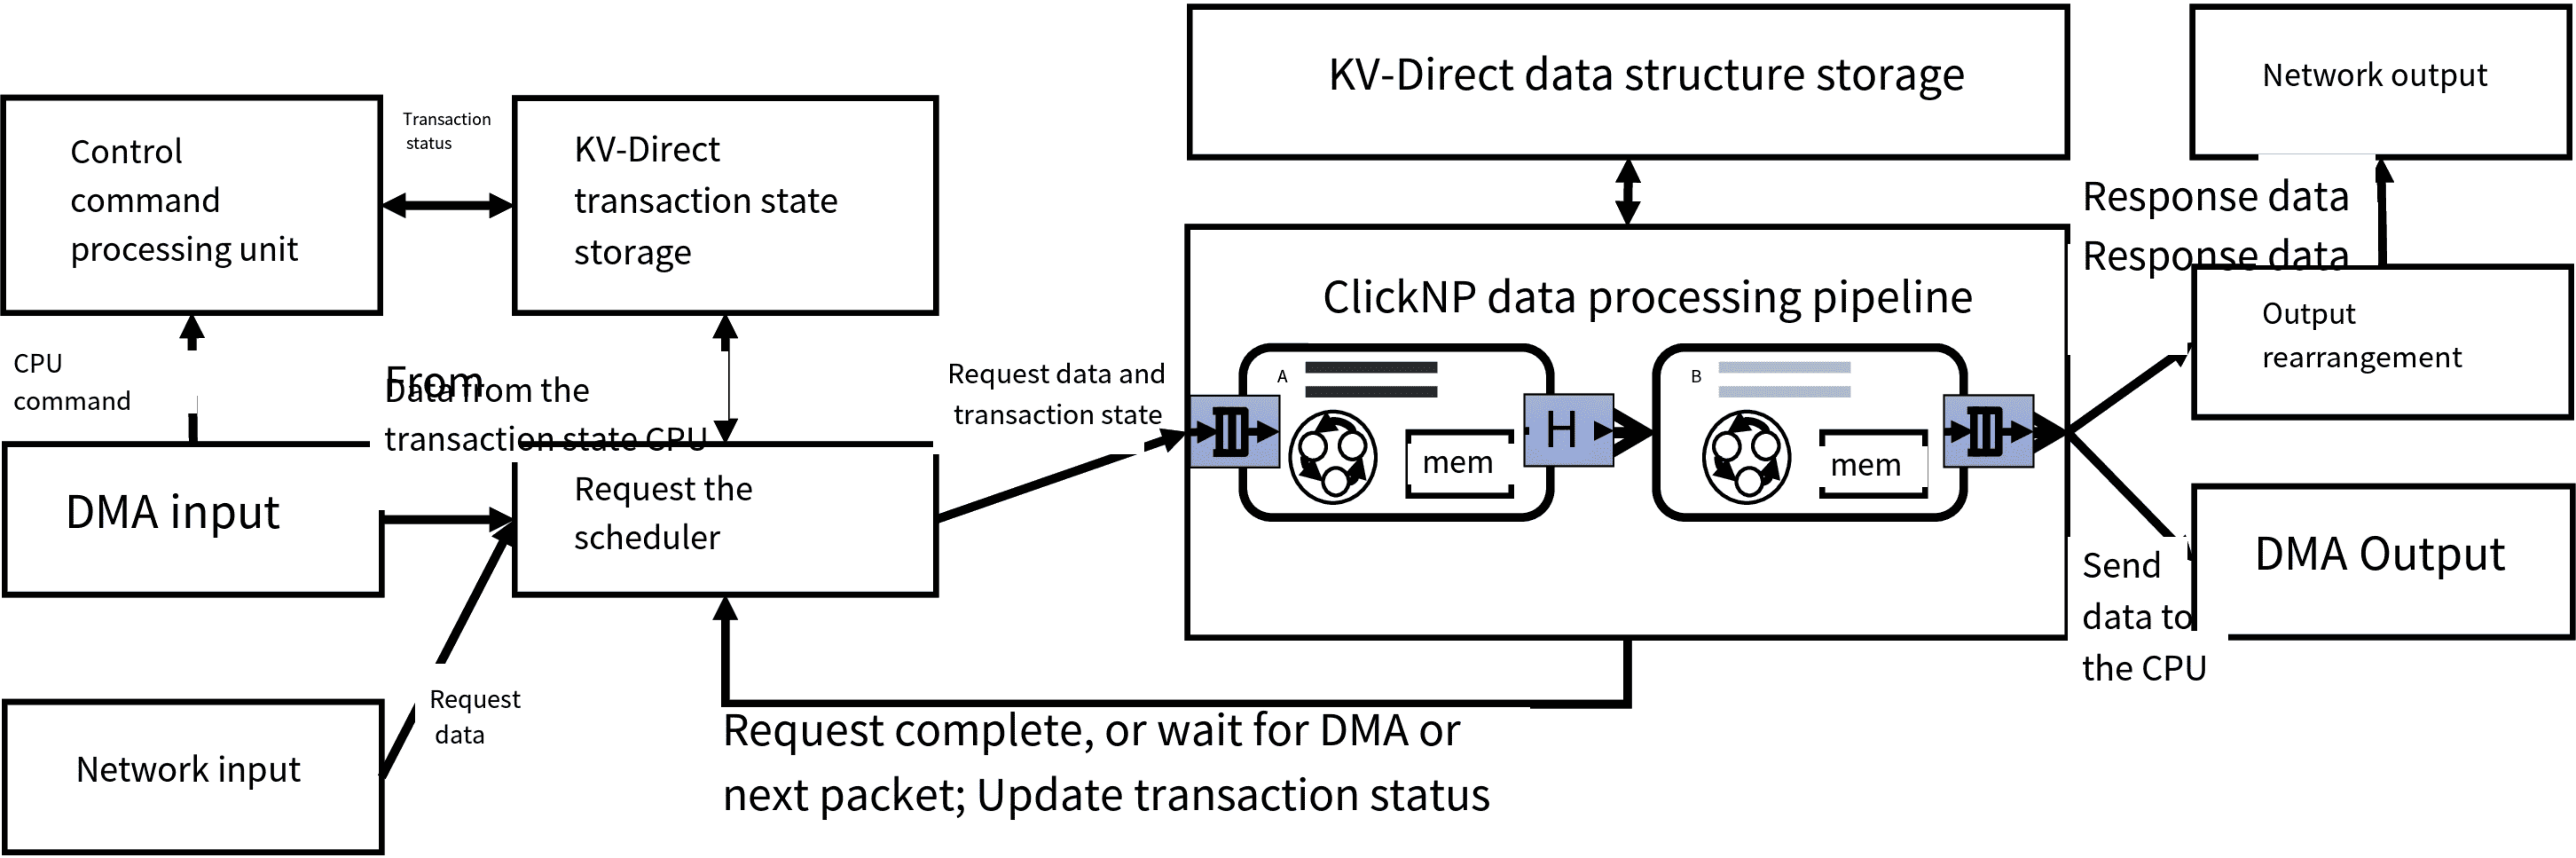 KV-Direct data structure storage
Network output
Control
command
processing unit
Transaction
status
KV-Direct
transaction state
storage
Response data
Response data
ClickNP data processing pipeline
Output
rearrangement
CPU
command
From
Data from the
transaction state CPU
Request data and
transaction state
A
mem
H
B
mem
DMA input
Request the
scheduler
DMA Output
Send
data to
the CPU
Request
data
Network input
Request complete, or wait for DMA or
next packet; Update transaction status